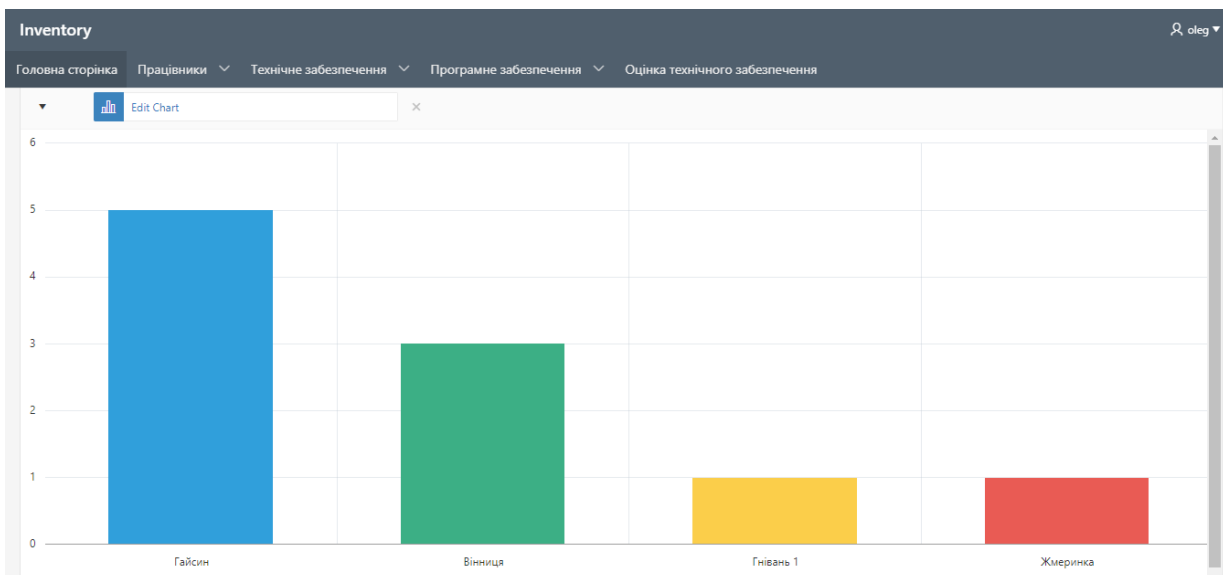 Inventory
oleg
Головна сторінка Працівники Технічне забезпечення Програмне забезпечення Оцінка технічного забезпечення
Edit Chart
6
5
4
3
2
1
0
Гайсин Вінниця Гнівань 1 Жмеринка